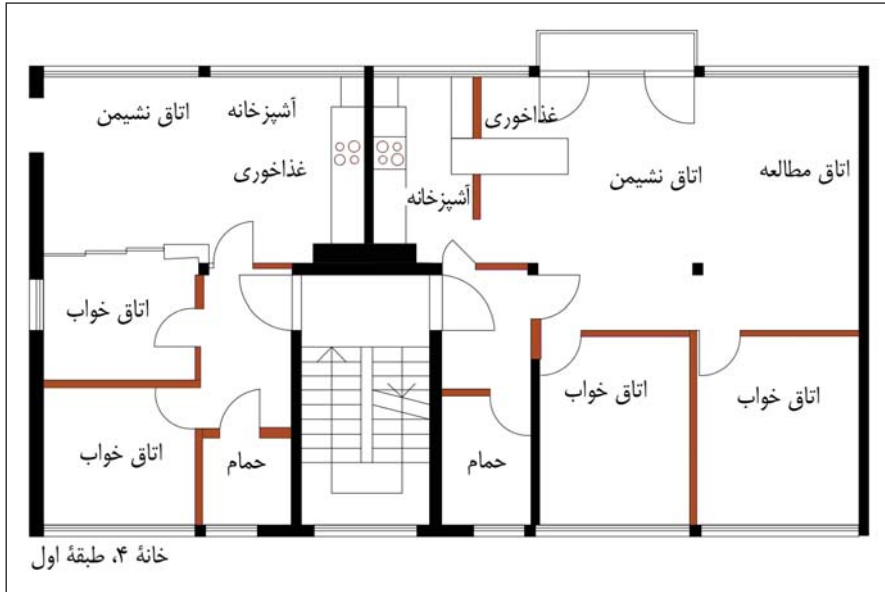 آشپزخانه
اتاق نشیمن
غذاخوری
غذاخوری
اتاق مطالعه
اتاق نشیمن
آشپزخانه
اتاق خواب
اتاق خواب
اتاق خواب
اتاق خواب
حمام
حمام
خانهٔ ۴، طبقهٔ اول